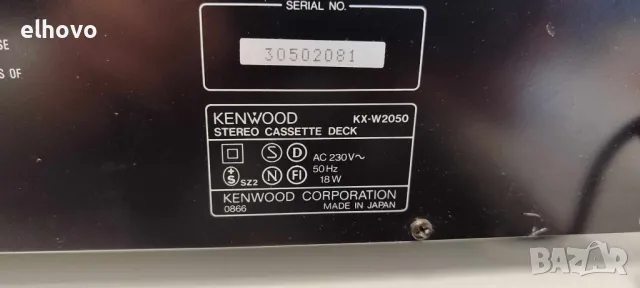 elhovo
SERIAL NO.
SE
S OF
30502081
KENWOOD KX-W2050
STEREO CASSETTE DECK
S D AC 230V~
50Hz
S SZ2 N FI 18W
KENWOOD CORPORATION
0866 MADE IN JAPAN
BAZAR